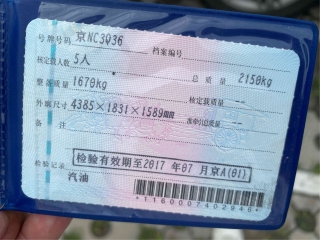 号牌号码 京NC3Q36 档案编号
核定载人数 5人 总 质 量 2150kg
整备质量 1670kg 核定载质量 --
外廓尺寸 4385×1831×1589mm 准牵引总质量 --
备 注
检验记录 检验有效期至2017 年07 月京A(01)
汽油
*1160007402946*